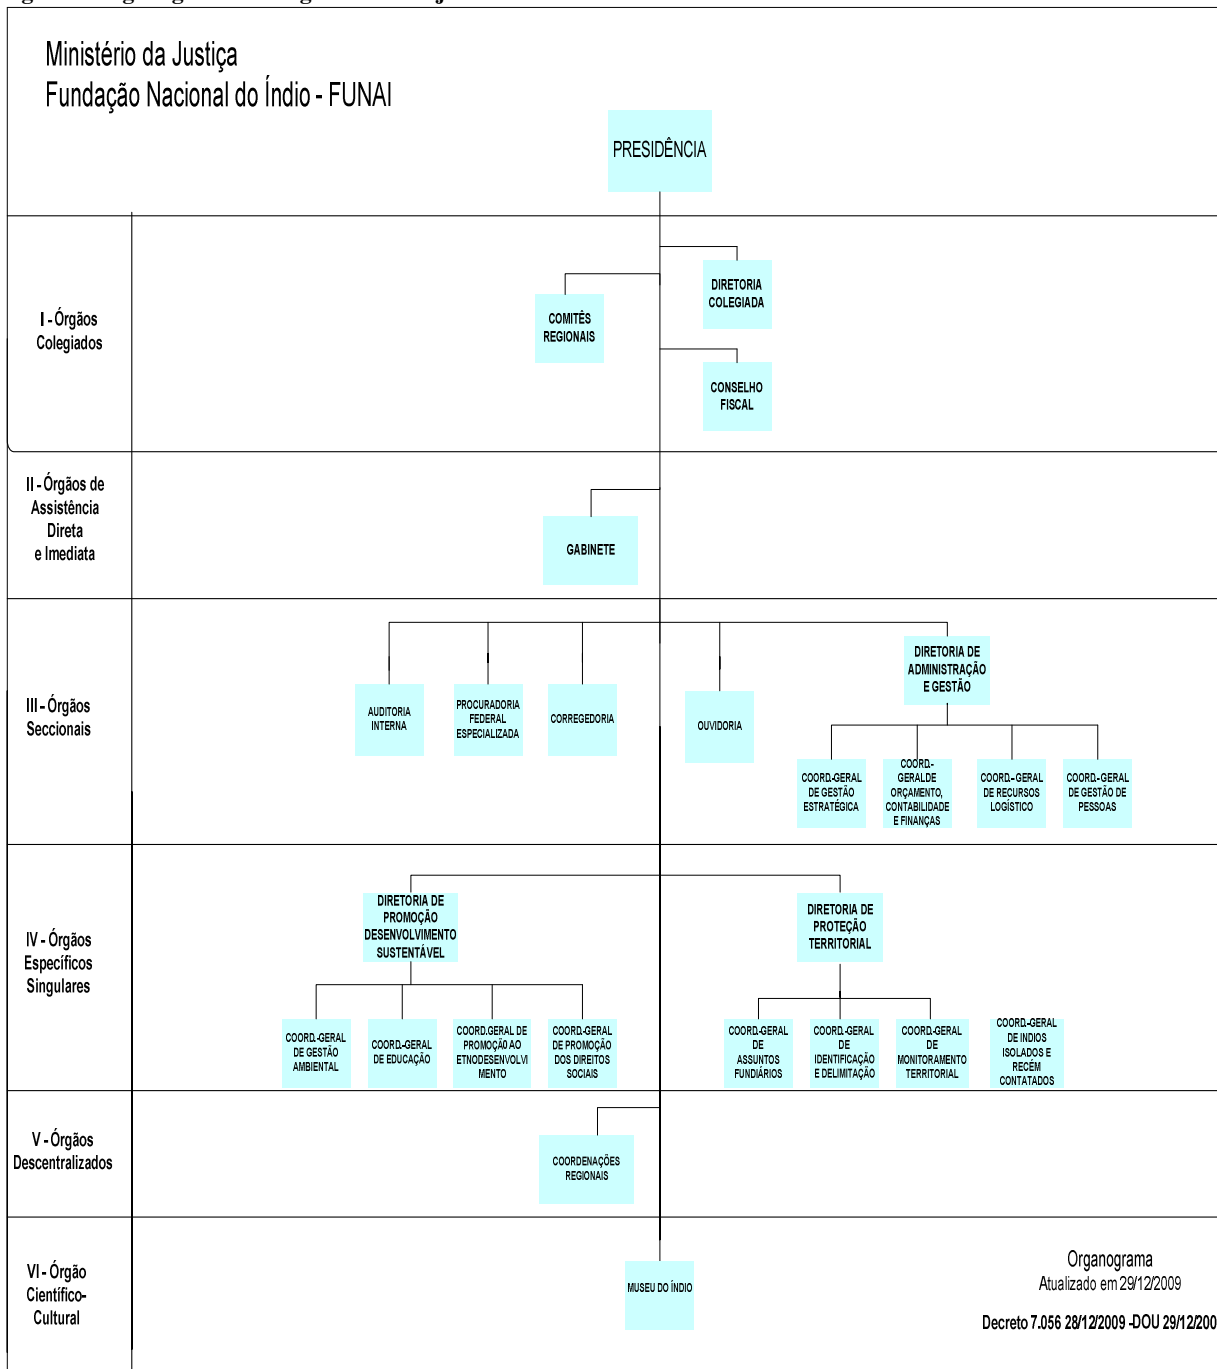 Ministério da Justiça
Fundação Nacional do Índio - FUNAI
PRESIDÊNCIA
I - Órgãos
Colegiados
DIRETORIA
COLEGIADA
COMITÊS
REGIONAIS
CONSELHO
FISCAL
II - Órgãos de
Assistência
Direta
e Imediata
GABINETE
III - Órgãos
Seccionais
AUDITORIA
INTERNA
PROCURADORIA
FEDERAL
ESPECIALIZADA
CORREGEDORIA
OUVIDORIA
DIRETORIA DE
ADMINISTRAÇÃO
E GESTÃO
COORD.-GERAL
DE GESTÃO
ESTRATÉGICA
COORD.-
GERALDE
ORÇAMENTO,
CONTABILIDADE
E FINANÇAS
COORD.- GERAL
DE RECURSOS
LOGÍSTICO
COORD.- GERAL
DE GESTÃO DE
PESSOAS
IV - Órgãos
Específicos
Singulares
DIRETORIA DE
PROMOÇÃO
DESENVOLVIMENTO
SUSTENTÁVEL
DIRETORIA DE
PROTEÇÃO
TERRITORIAL
COORD.-GERAL
DE GESTÃO
AMBIENTAL
COORD.-GERAL
DE EDUCAÇÃO
COORD.GERAL DE
PROMOÇÃO AO
ETNODESENVOLVI
MENTO
COORD.-GERAL
DE PROMOÇÃO
DOS DIREITOS
SOCIAIS
COORD.-GERAL
DE
ASSUNTOS
FUNDIÁRIOS
COORD.-GERAL
DE
IDENTIFICAÇÃO
E DELIMITAÇÃO
COORD.-GERAL
DE
MONITORAMENTO
TERRITORIAL
COORD.-GERAL
DE INDIOS
ISOLADOS E
RECÉM
CONTATADOS
V - Órgãos
Descentralizados
COORDENAÇÕES
REGIONAIS
VI - Órgão
Científico-
Cultural
MUSEU DO ÍNDIO
Organograma
Atualizado em 29/12/2009
Decreto 7.056 28/12/2009 -DOU 29/12/200